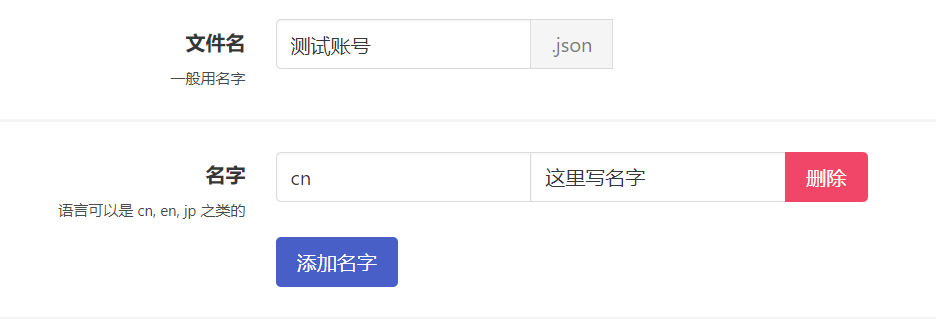 文件名
测试账号 .json
一般用名字
名字
cn 这里写名字 删除
语言可以是 cn, en, jp 之类的
添加名字